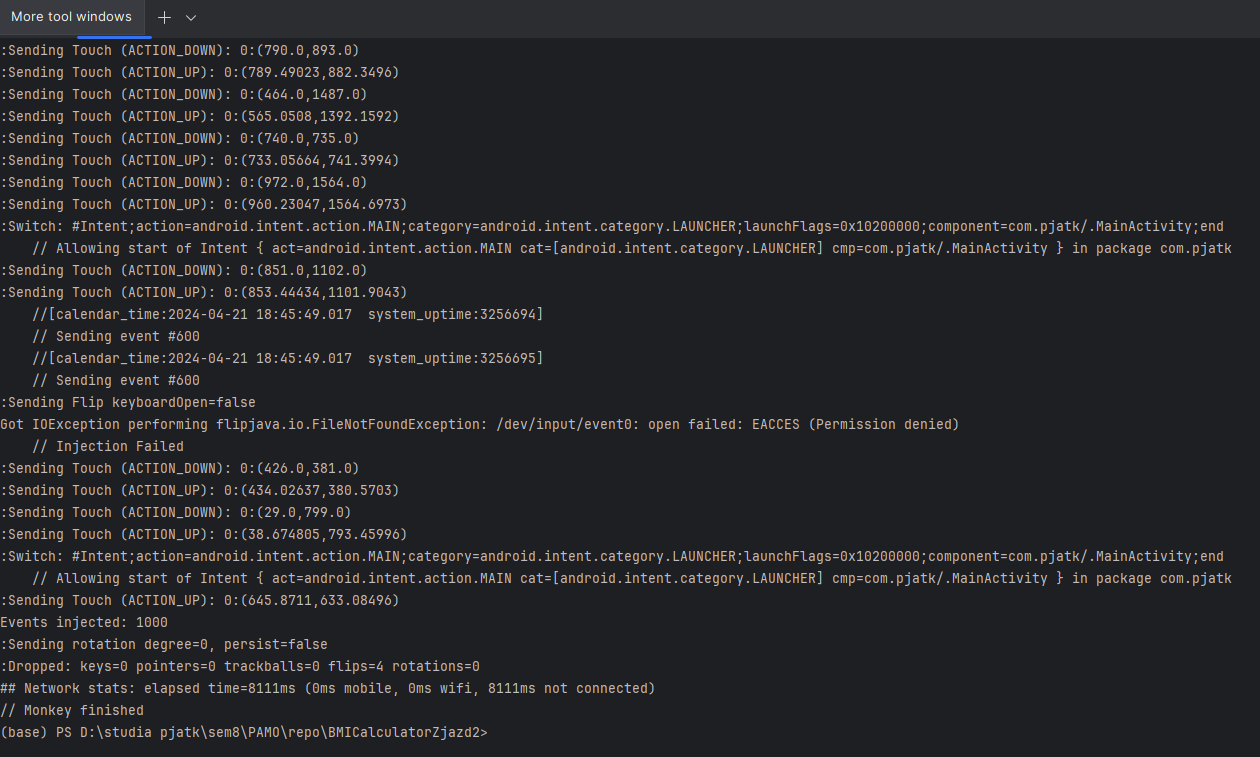 More tool windows
:Sending Touch (ACTION_DOWN): 0:(790.0,893.0)
:Sending Touch (ACTION_UP): 0:(789.49023,882.3496)
:Sending Touch (ACTION_DOWN): 0:(464.0,1487.0)
:Sending Touch (ACTION_UP): 0:(565.0508,1392.1592)
:Sending Touch (ACTION_DOWN): 0:(740.0,735.0)
:Sending Touch (ACTION_UP): 0:(733.05664,741.3994)
:Sending Touch (ACTION_DOWN): 0:(972.0,1564.0)
:Sending Touch (ACTION_UP): 0:(960.23047,1564.6973)
:Switch: #Intent;action=android.intent.action.MAIN;category=android.intent.category.LAUNCHER;launchFlags=0x10200000;component=com.pjatk/.MainActivity;end
    // Allowing start of Intent { act=android.intent.action.MAIN cat=[android.intent.category.LAUNCHER] cmp=com.pjatk/.MainActivity } in package com.pjatk
:Sending Touch (ACTION_DOWN): 0:(851.0,1102.0)
:Sending Touch (ACTION_UP): 0:(853.44434,1101.9043)
    //[calendar_time:2024-04-21 18:45:49.017  system_uptime:3256694]
    // Sending event #600
    //[calendar_time:2024-04-21 18:45:49.017  system_uptime:3256695]
    // Sending event #600
:Sending Flip keyboardOpen=false
Got IOException performing flipjava.io.FileNotFoundException: /dev/input/event0: open failed: EACCES (Permission denied)
    // Injection Failed
:Sending Touch (ACTION_DOWN): 0:(426.0,381.0)
:Sending Touch (ACTION_UP): 0:(434.02637,380.5703)
:Sending Touch (ACTION_DOWN): 0:(29.0,799.0)
:Sending Touch (ACTION_UP): 0:(38.674805,793.45996)
:Switch: #Intent;action=android.intent.action.MAIN;category=android.intent.category.LAUNCHER;launchFlags=0x10200000;component=com.pjatk/.MainActivity;end
    // Allowing start of Intent { act=android.intent.action.MAIN cat=[android.intent.category.LAUNCHER] cmp=com.pjatk/.MainActivity } in package com.pjatk
:Sending Touch (ACTION_UP): 0:(645.8711,633.08496)
Events injected: 1000
:Sending rotation degree=0, persist=false
:Dropped: keys=0 pointers=0 trackballs=0 flips=4 rotations=0
## Network stats: elapsed time=8111ms (0ms mobile, 0ms wifi, 8111ms not connected)
// Monkey finished
(base) PS D:\studia pjatk\sem8\PAMO\repo\BMICalculatorZjazd2>